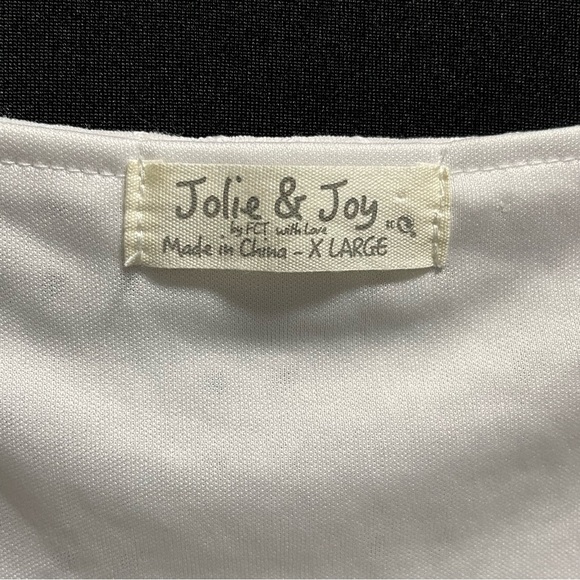 Jolie & Joy
by FCT with Love
Made in China - X LARGE